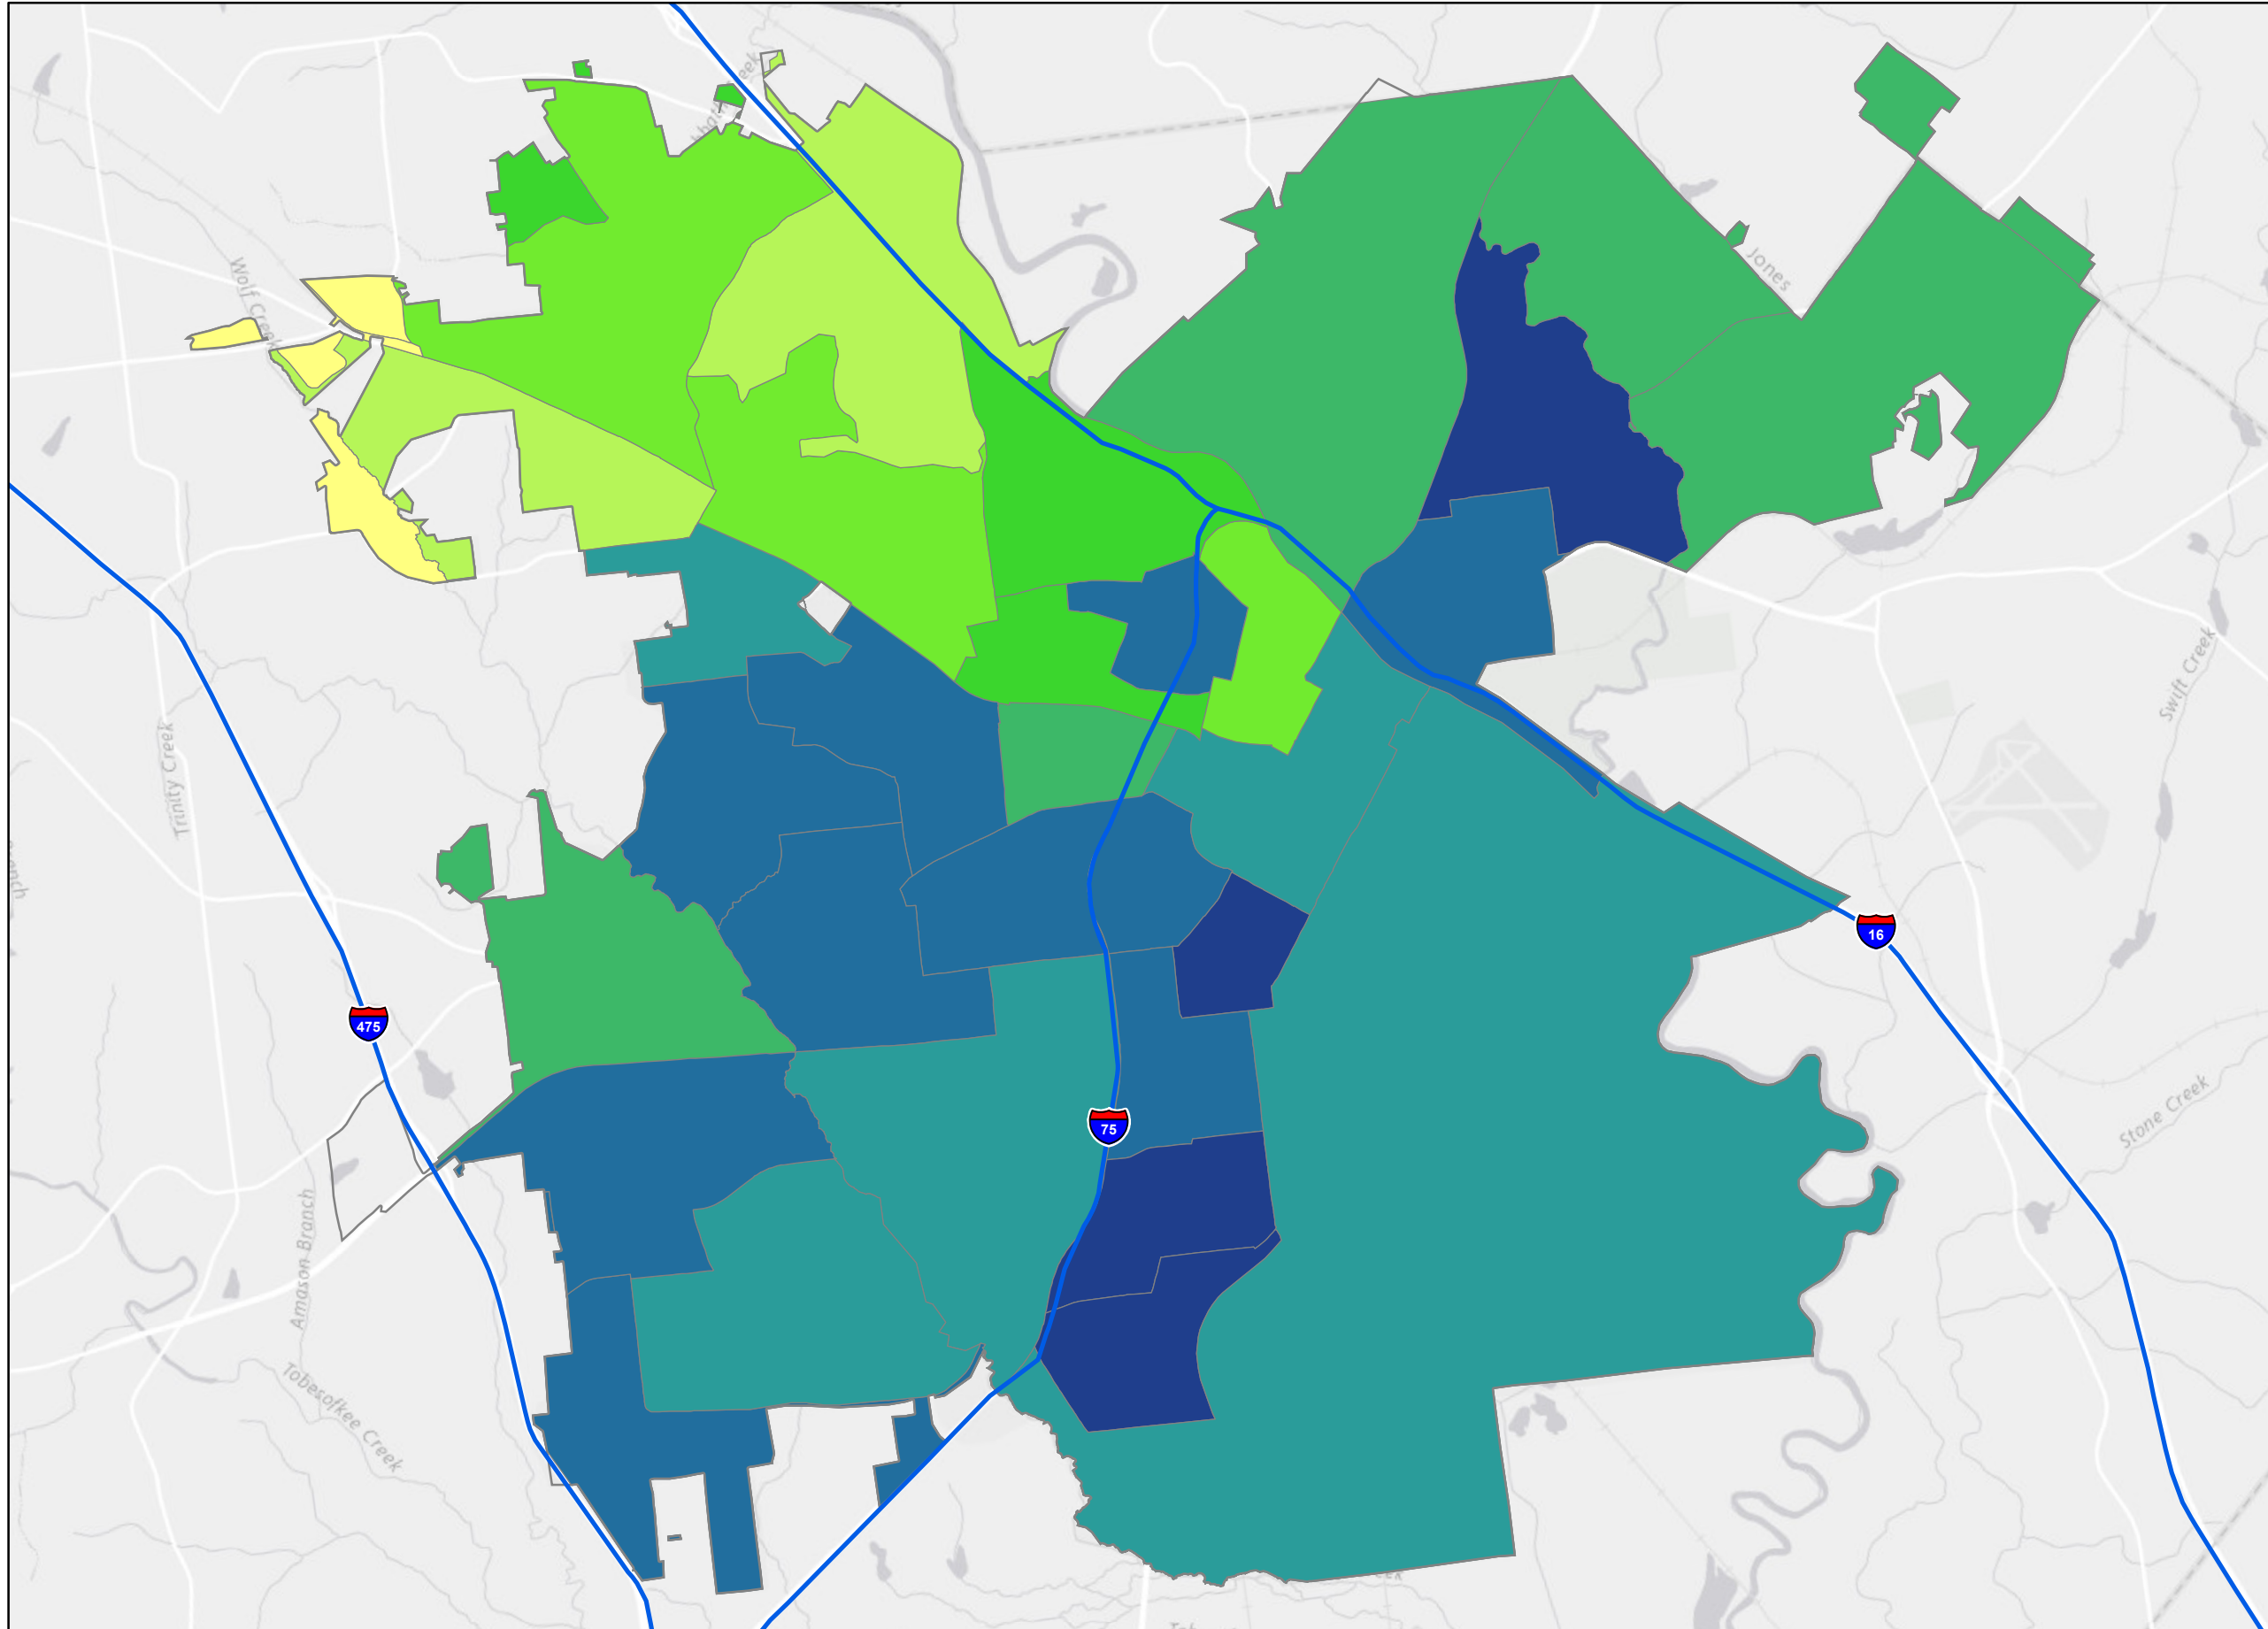 Wolf Creek
Jones
Swift Creek
Trinity Creek
16
475
75
Stone Creek
Amason Branch
Tobesofkee Creek